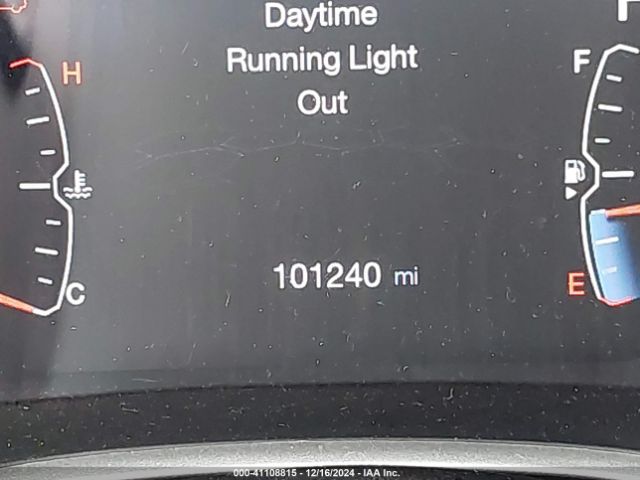 Daytime
Running Light
Out
H
F
C
E
101240 mi
000-41108815 - 12/16/2024 - IAA Inc.